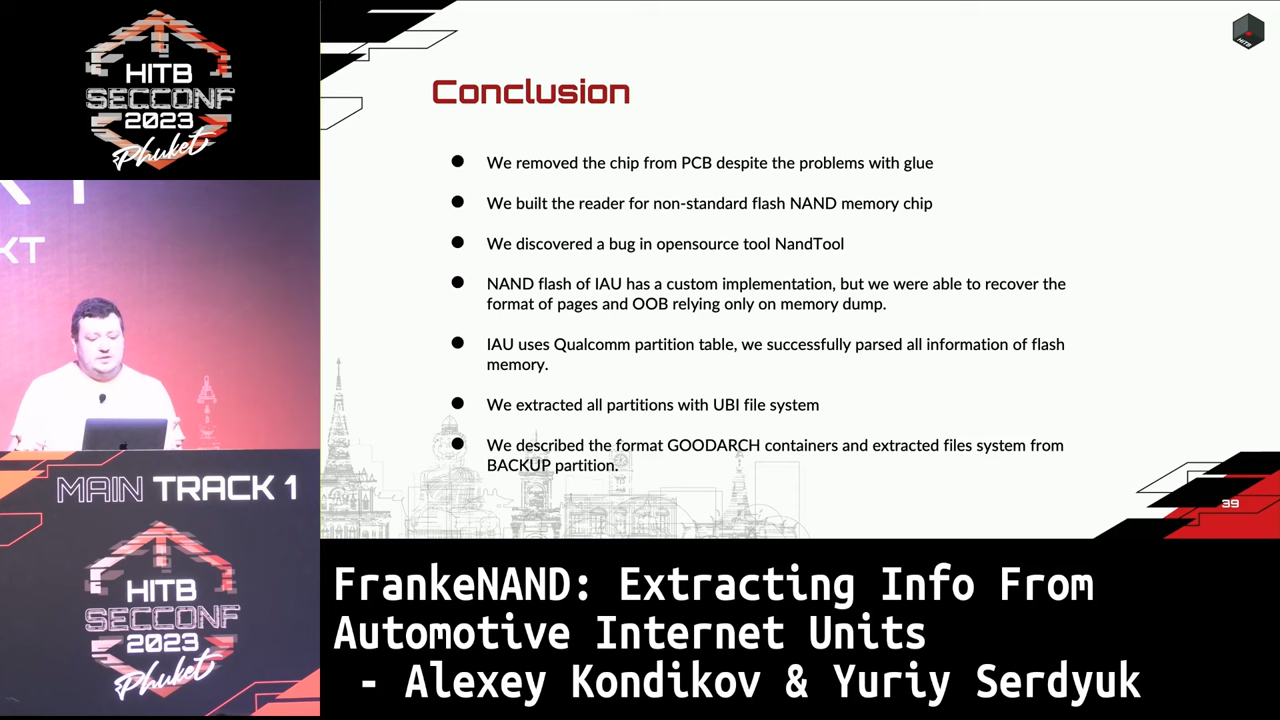 HITB
SECCONF
2023
Phuket
KT
MAIN TRACK 1
HITB
SECCONF
2023
Phuket
HITB
Conclusion
● We removed the chip from PCB despite the problems with glue
● We built the reader for non-standard flash NAND memory chip
● We discovered a bug in opensource tool NandTool
● NAND flash of IAU has a custom implementation, but we were able to recover the
format of pages and OOB relying only on memory dump.
● IAU uses Qualcomm partition table, we successfully parsed all information of flash
memory.
● We extracted all partitions with UBI file system
● We described the format GOODARCH containers and extracted files system from
BACKUP partition.
39
FrankeNAND: Extracting Info From
Automotive Internet Units
- Alexey Kondikov & Yuriy Serdyuk